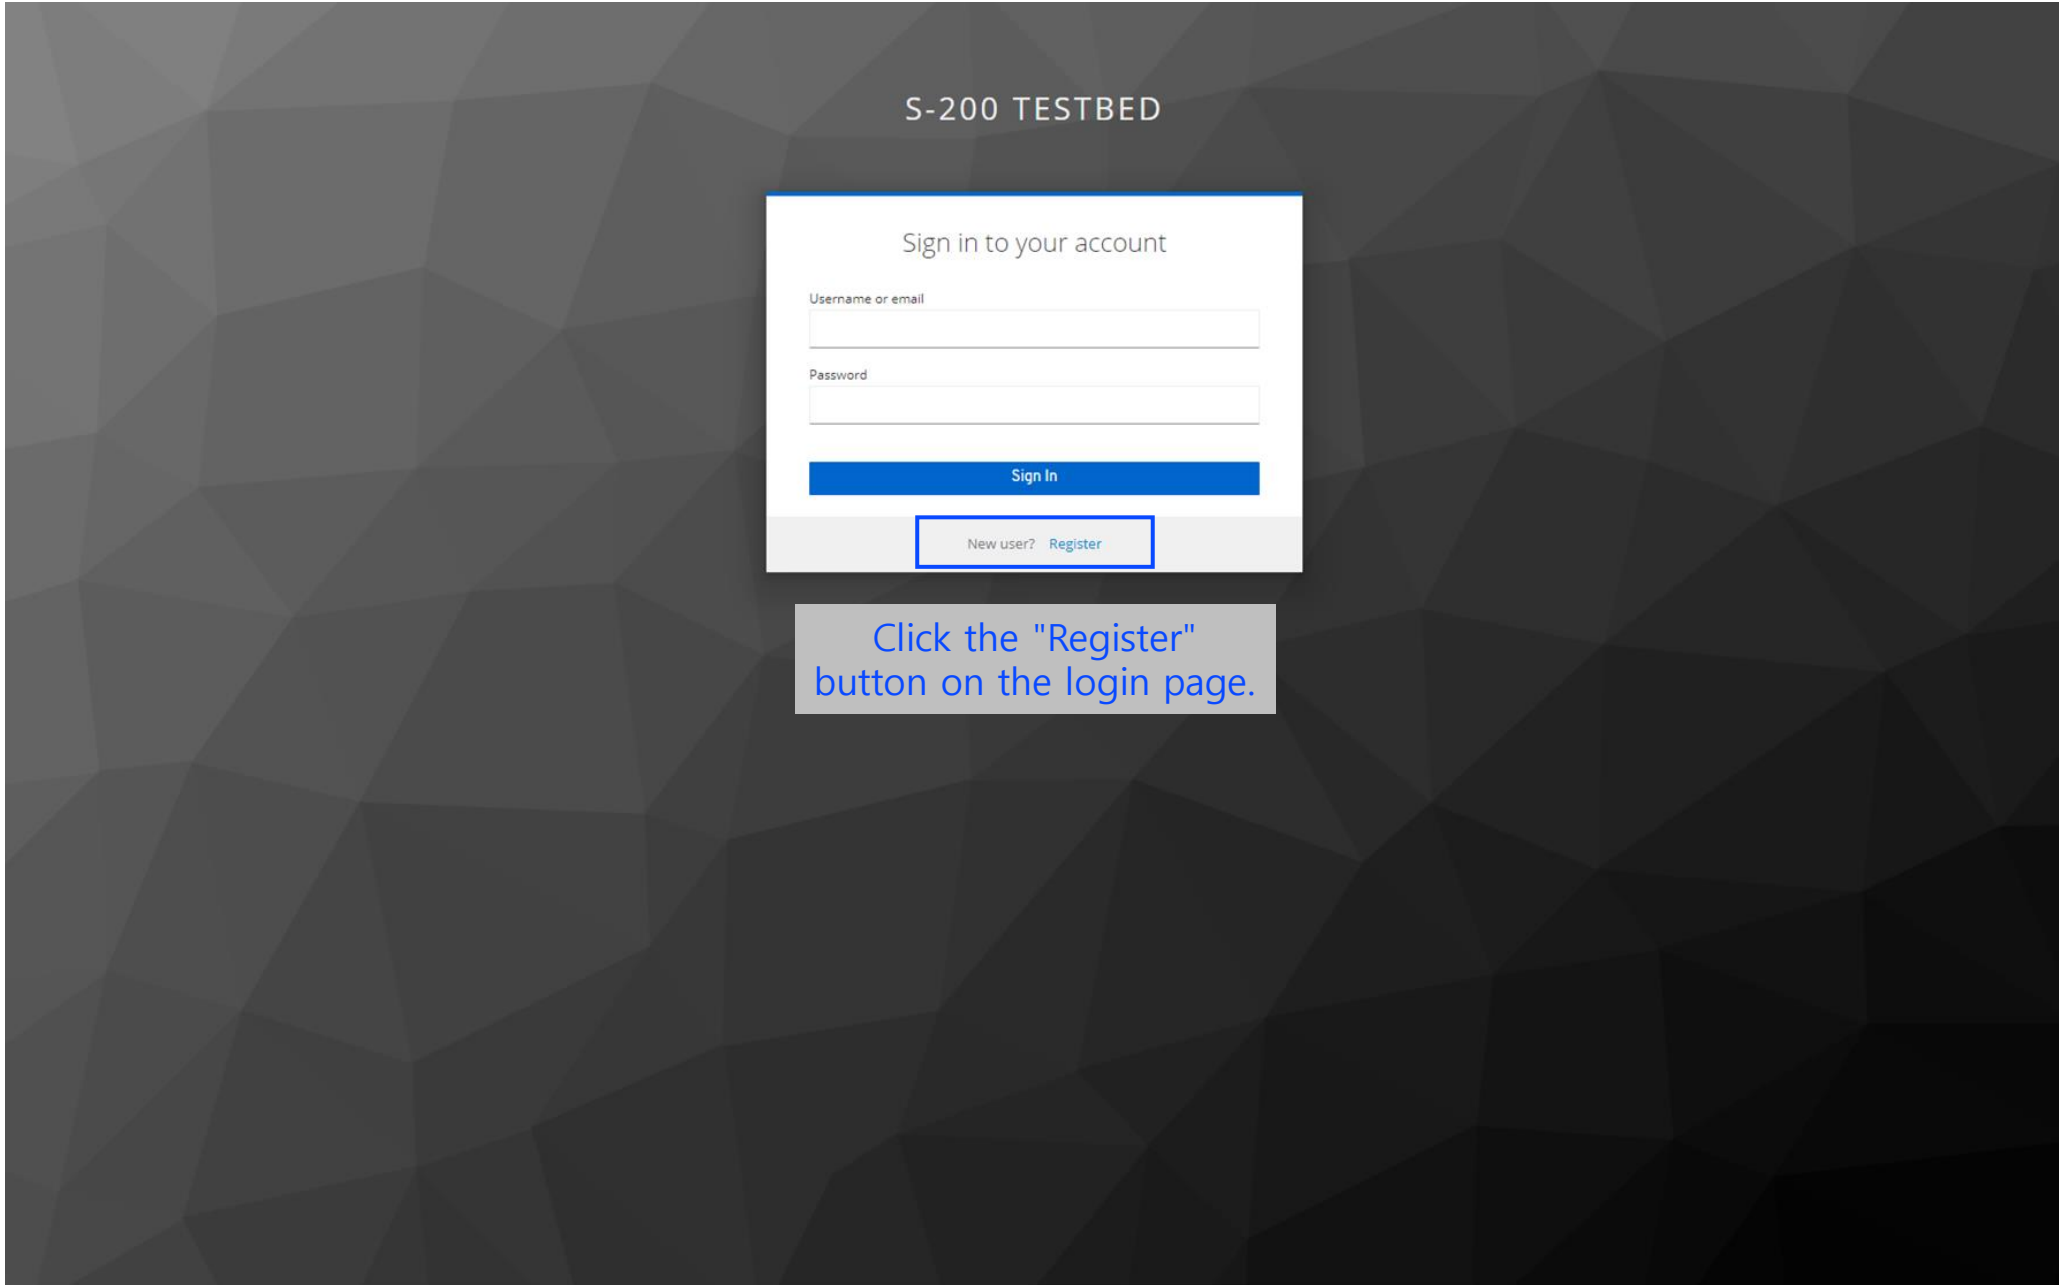 S-200 TESTBED
Sign in to your account
Username or email
Password
Sign In
New user? Register
Click the "Register"
button on the login page.